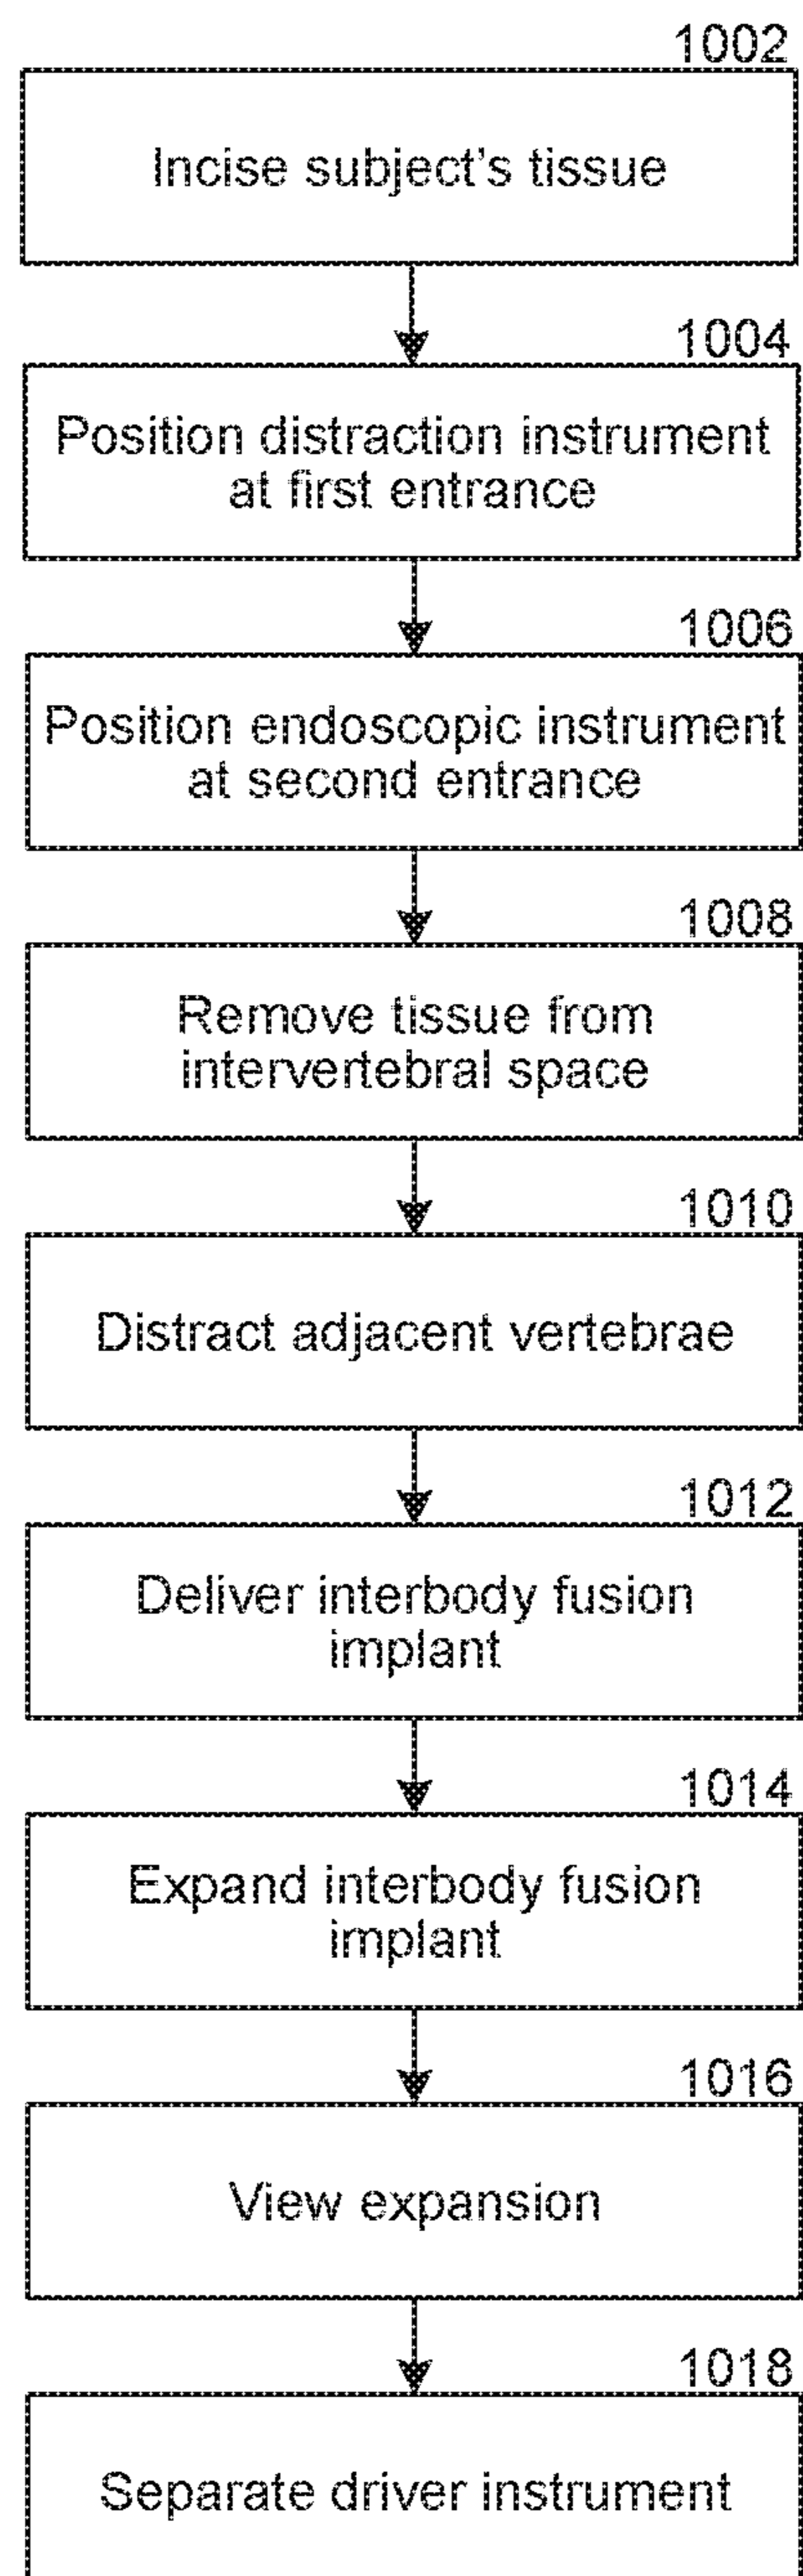 1002
Incise subject's tissue
1004
Position distraction instrument
at first entrance
1006
Position endoscopic instrument
at second entrance
1008
Remove tissue from
intervertebral space
1010
Distract adjacent vertebrae
1012
Deliver interbody fusion
implant
1014
Expand interbody fusion
implant
1016
View expansion
1018
Separate driver instrument